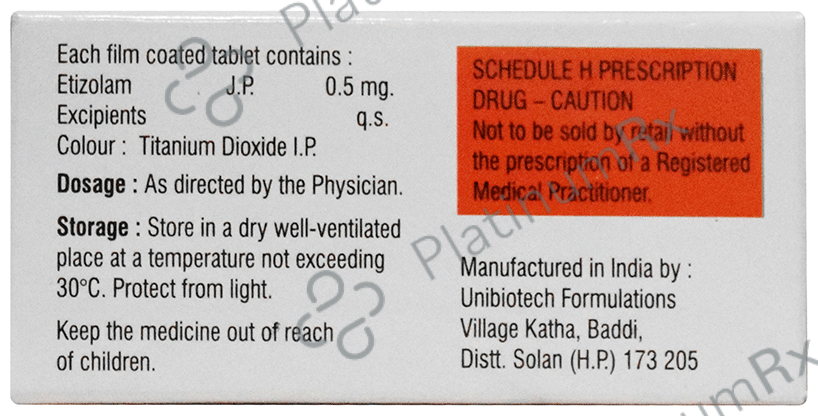 Each film coated tablet contains :
Etizolam J.P. 0.5 mg.
Excipients q.s.
Colour : Titanium Dioxide I.P.
Dosage : As directed by the Physician.
Storage : Store in a dry well-ventilated
place at a temperature not exceeding
30°C. Protect from light.
Keep the medicine out of reach
of children.
SCHEDULE H PRESCRIPTION
DRUG – CAUTION
Not to be sold by retail without
the prescription of a Registered
Medical Practitioner.
Manufactured in India by :
Unibiotech Formulations
Village Katha, Baddi,
Distt. Solan (H.P.) 173 205
PlatinumRx